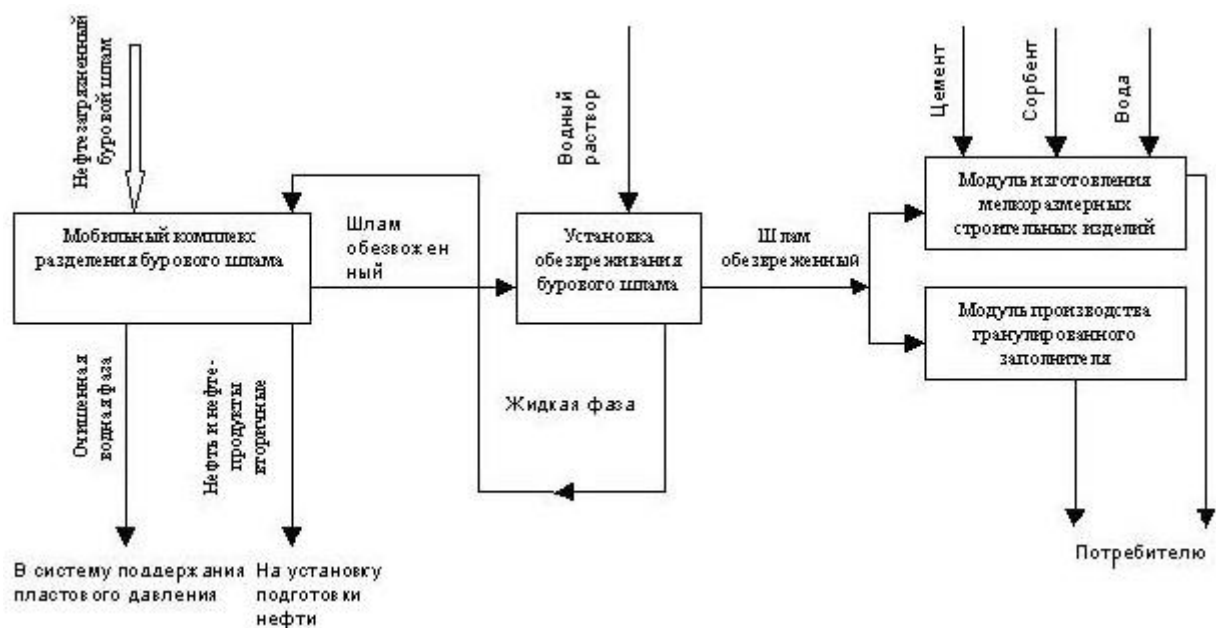 Нефтезагрязненный
буровой шлам
Водный
раствор
Цемент
Сорбент
Вода
Мобильный комплекс
разделения бурового шлама
Шлам
обезвожен
ный
Установка
обезвреживания
бурового шлама
Шлам
обезвреженный
Модуль изготовления
мелкоразмерных
строительных изделий
Модуль производства
гранулированного
заполнителя
Очищенная
водная фаза
Нефть и нефте-
продукты
вторичные
Жидкая фаза
В систему поддержания
пластового давления
На установку
подготовки
нефти
Потребителю